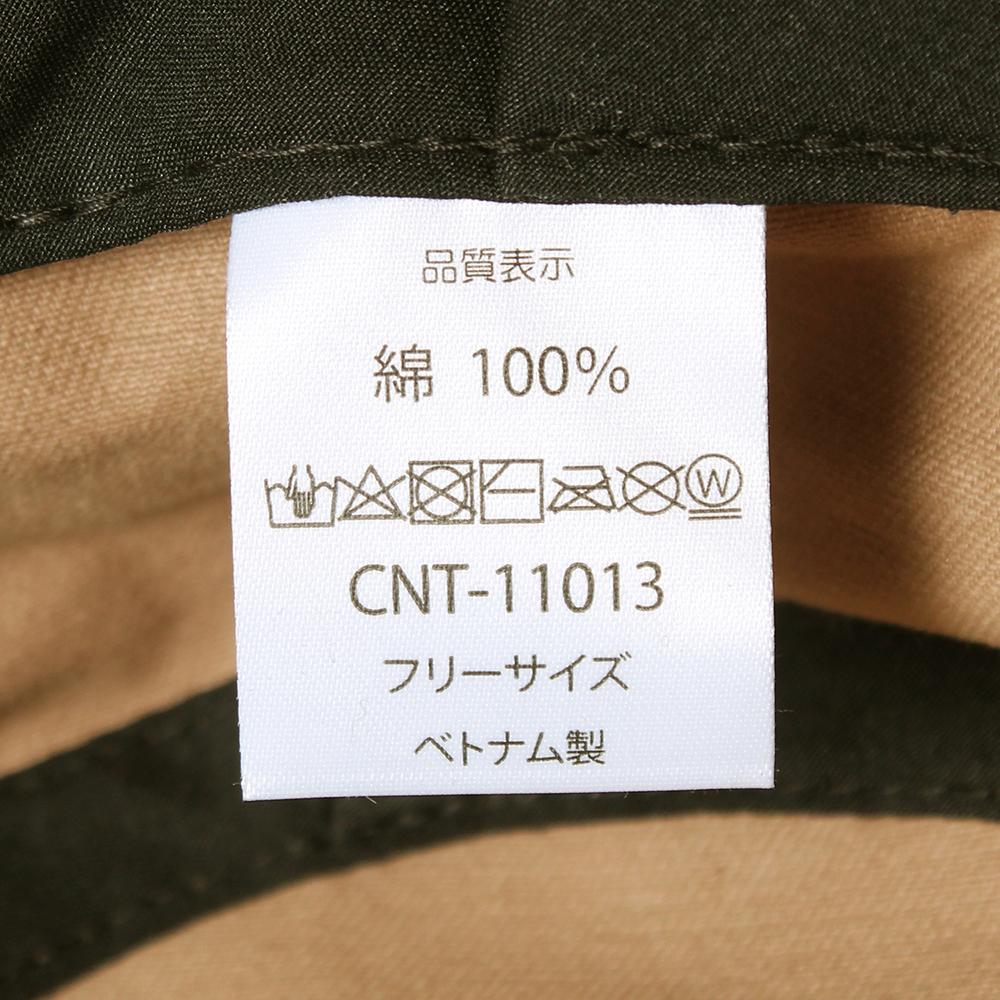 品質表示
綿 100%
W
CNT-11013
フリーサイズ
ベトナム製